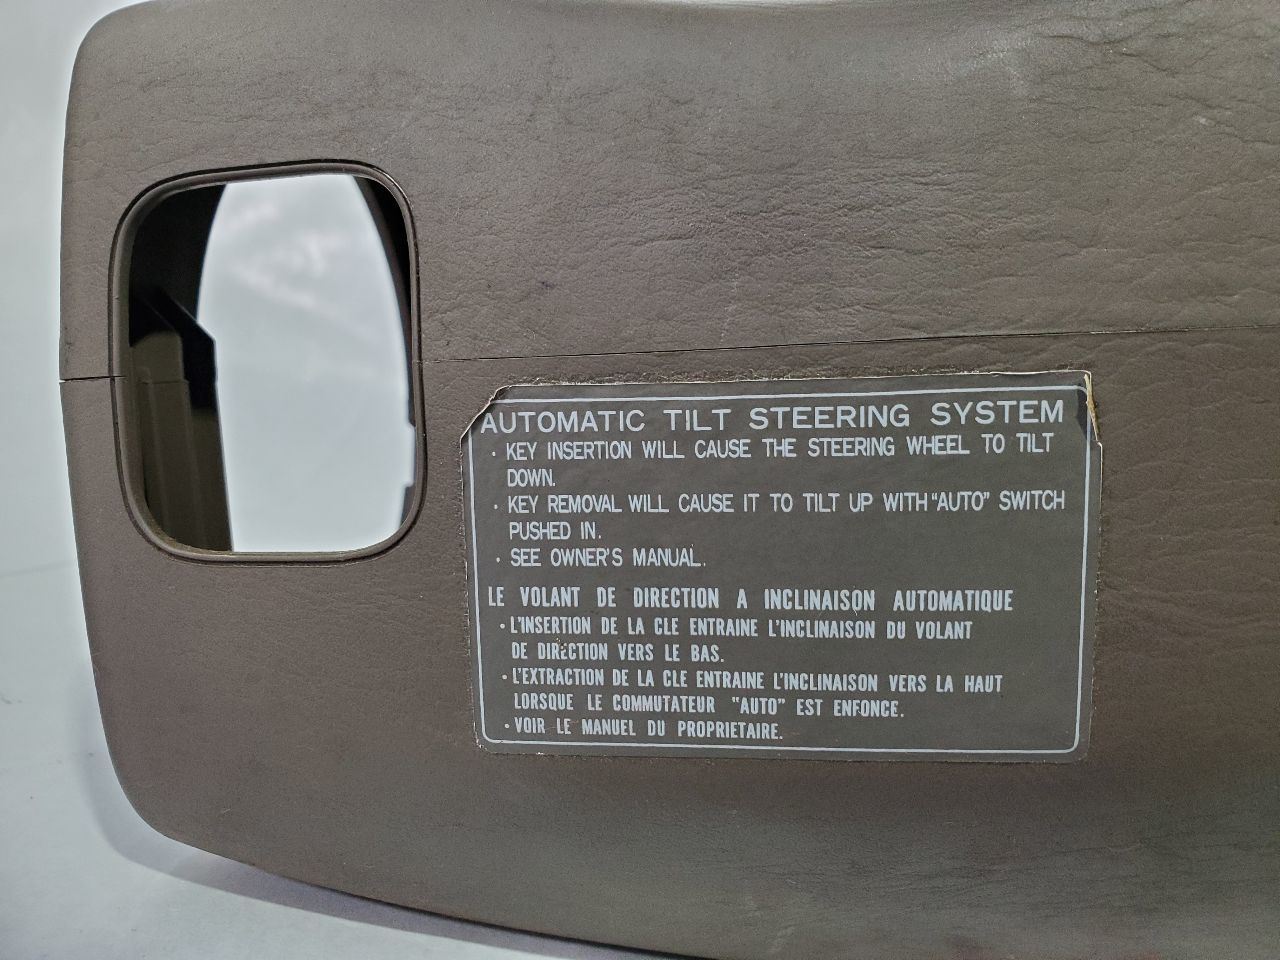 AUTOMATIC TILT STEERING SYSTEM
• KEY INSERTION WILL CAUSE THE STEERING WHEEL TO TILT
DOWN.
• KEY REMOVAL WILL CAUSE IT TO TILT UP WITH "AUTO" SWITCH
PUSHED IN.
• SEE OWNER'S MANUAL.
LE VOLANT DE DIRECTION A INCLINAISON AUTOMATIQUE
• L'INSERTION DE LA CLE ENTRAINE L'INCLINAISON DU VOLANT
DE DIRECTION VERS LE BAS.
• L'EXTRACTION DE LA CLE ENTRAINE L'INCLINAISON VERS LA HAUT
LORSQUE LE COMMUTATEUR "AUTO" EST ENFONCE.
• VOIR LE MANUEL DU PROPRIETAIRE.